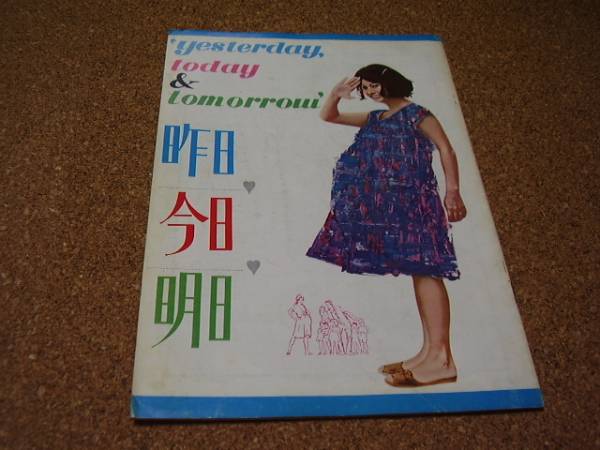 'yesterday,
today
&
tomorrow'
昨日
今日
明日